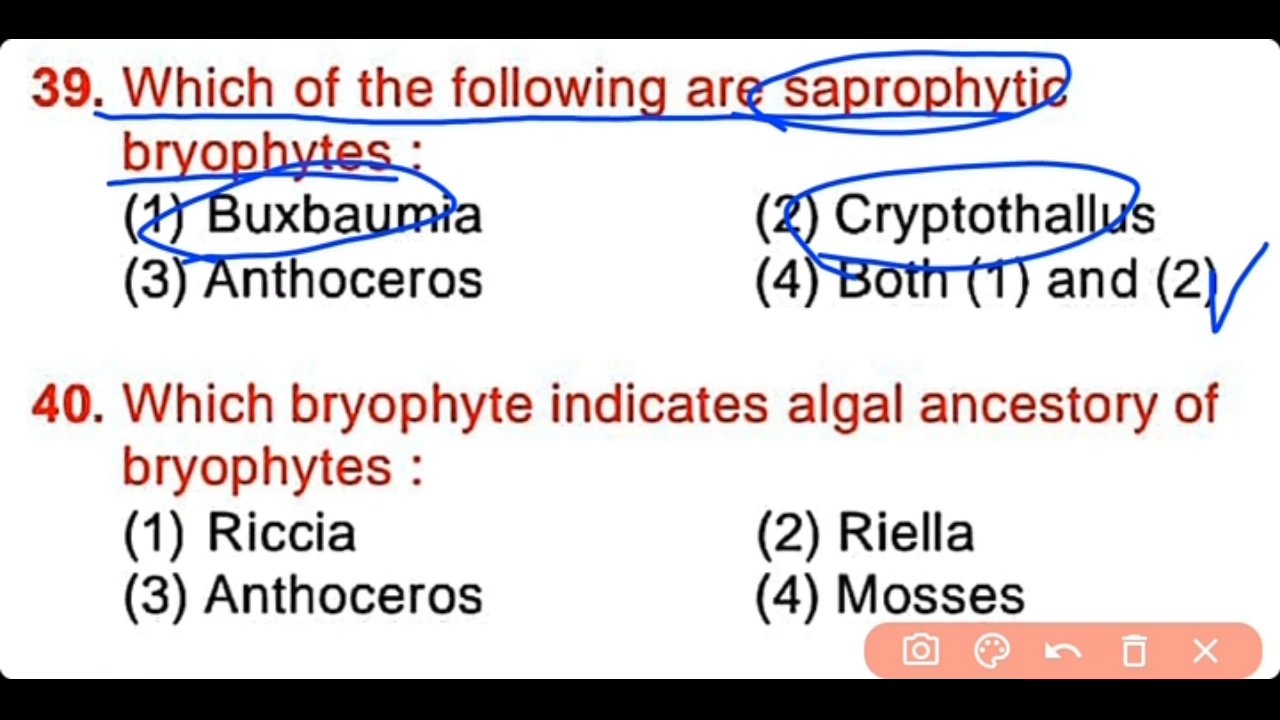 39. Which of the following are saprophytic
bryophytes :
(1) Buxbaumia (2) Cryptothallus
(3) Anthoceros (4) Both (1) and (2)
40. Which bryophyte indicates algal ancestory of
bryophytes :
(1) Riccia (2) Riella
(3) Anthoceros (4) Mosses